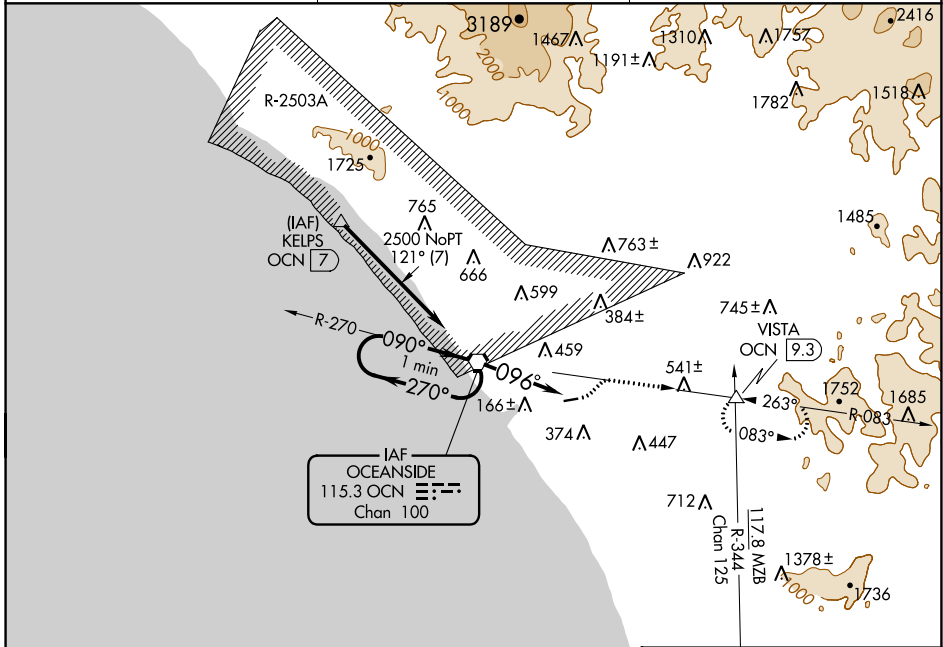 3189
1467
1310
1757
2416
1191±
2000
1000
1782
1518
R-2503A
1000
1725
765
(IAF)
KELPS
OCN 7
2500 NoPT
121° (7)
666
763±
922
1485
599
384±
745±
VISTA
OCN 9.3
R-270
090°
1 min
270°
096°
459
541±
166±
263°
1752
R-083
1685
083°
374
447
IAF
OCEANSIDE
115.3 OCN
Chan 100
712
117.8 MZB
R-344
Chan 125
1378±
1000
1736